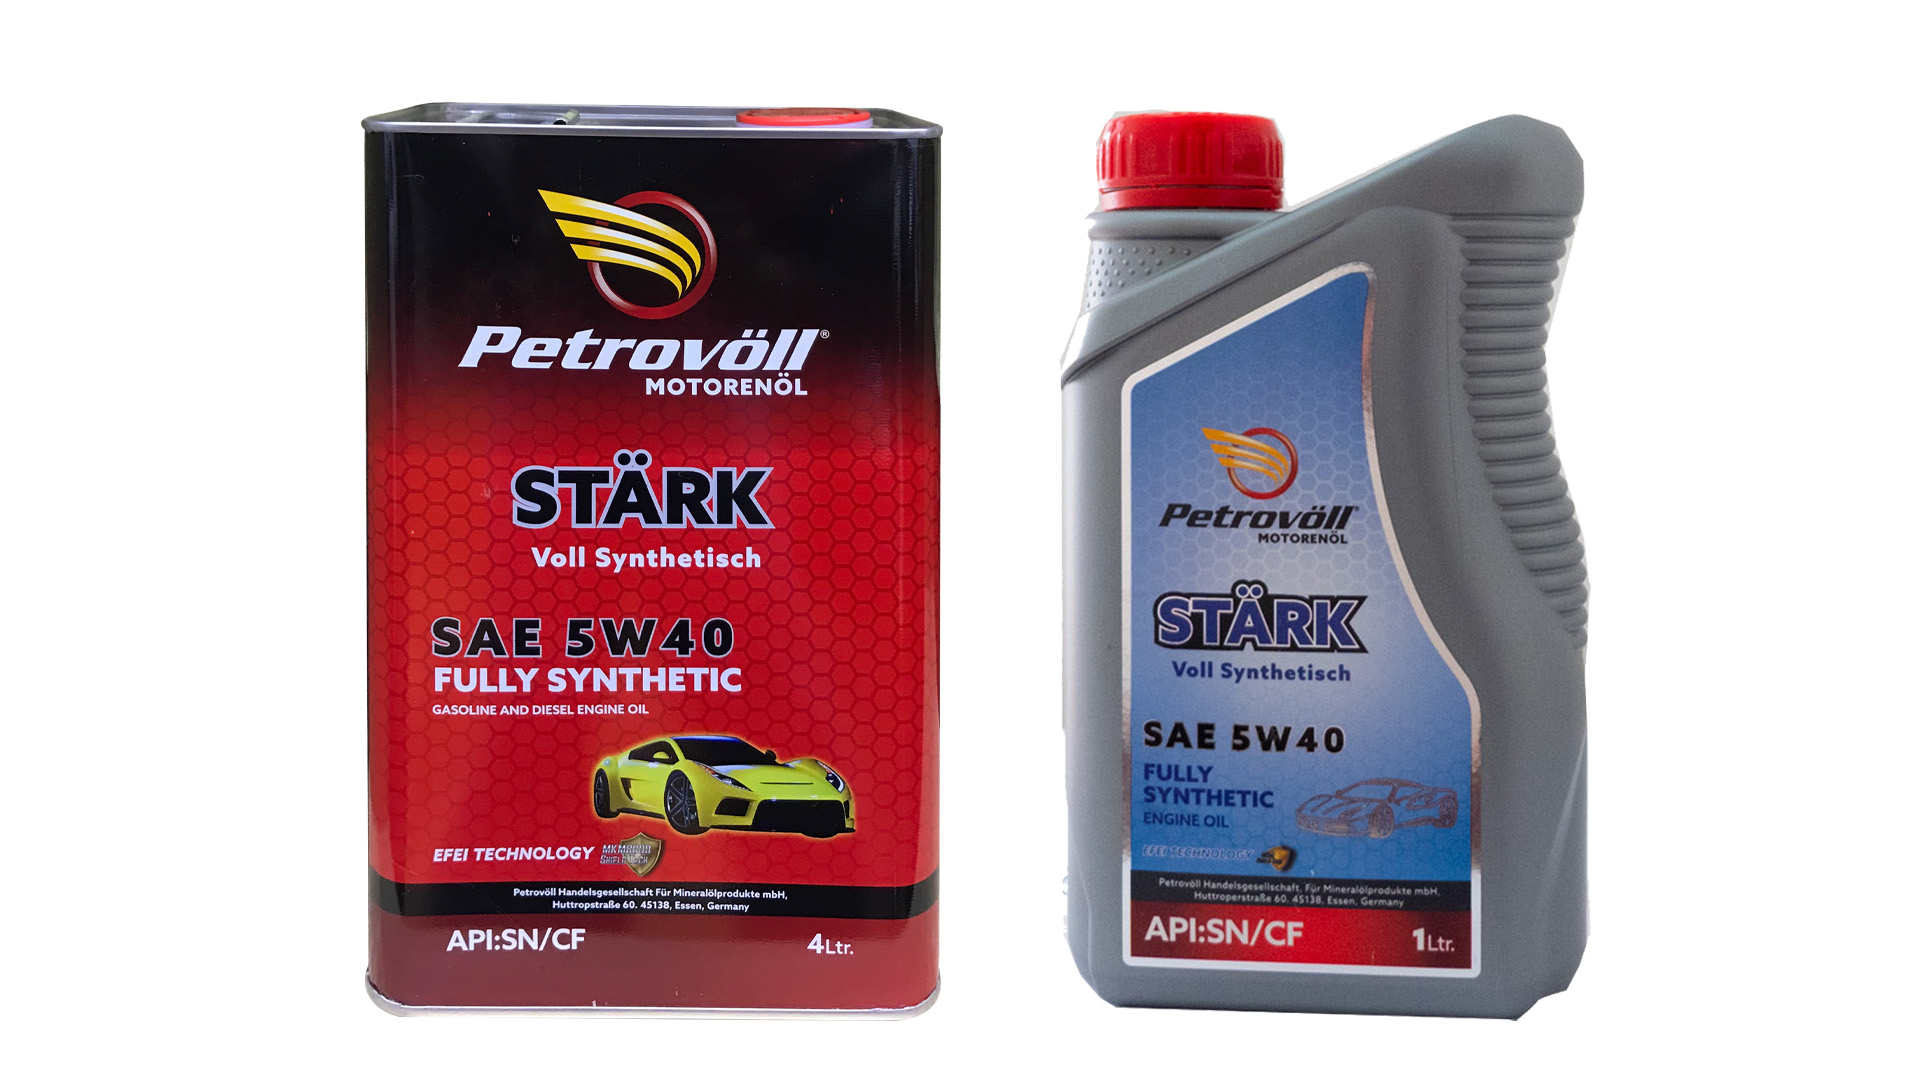 Petrovöll®
MOTORENÖL
STÄRK
Voll Synthetisch
SAE 5W40
FULLY SYNTHETIC
GASOLINE AND DIESEL ENGINE OIL
EFEI TECHNOLOGY
Petrovöll Handelsgesellschaft Für Mineralölprodukte mbH,
Huttropstraße 60. 45138, Essen, Germany
API:SN/CF
4Ltr.
Petrovöll®
MOTORENÖL
STÄRK
Voll Synthetisch
SAE 5W40
FULLY
SYNTHETIC
ENGINE OIL
EFEI TECHNOLOGY
Petrovöll Handelsgesellschaft, Für Mineralölprodukte mbH,
Huttroperstraße 60, 45138, Essen, Germany
API:SN/CF
1Ltr.